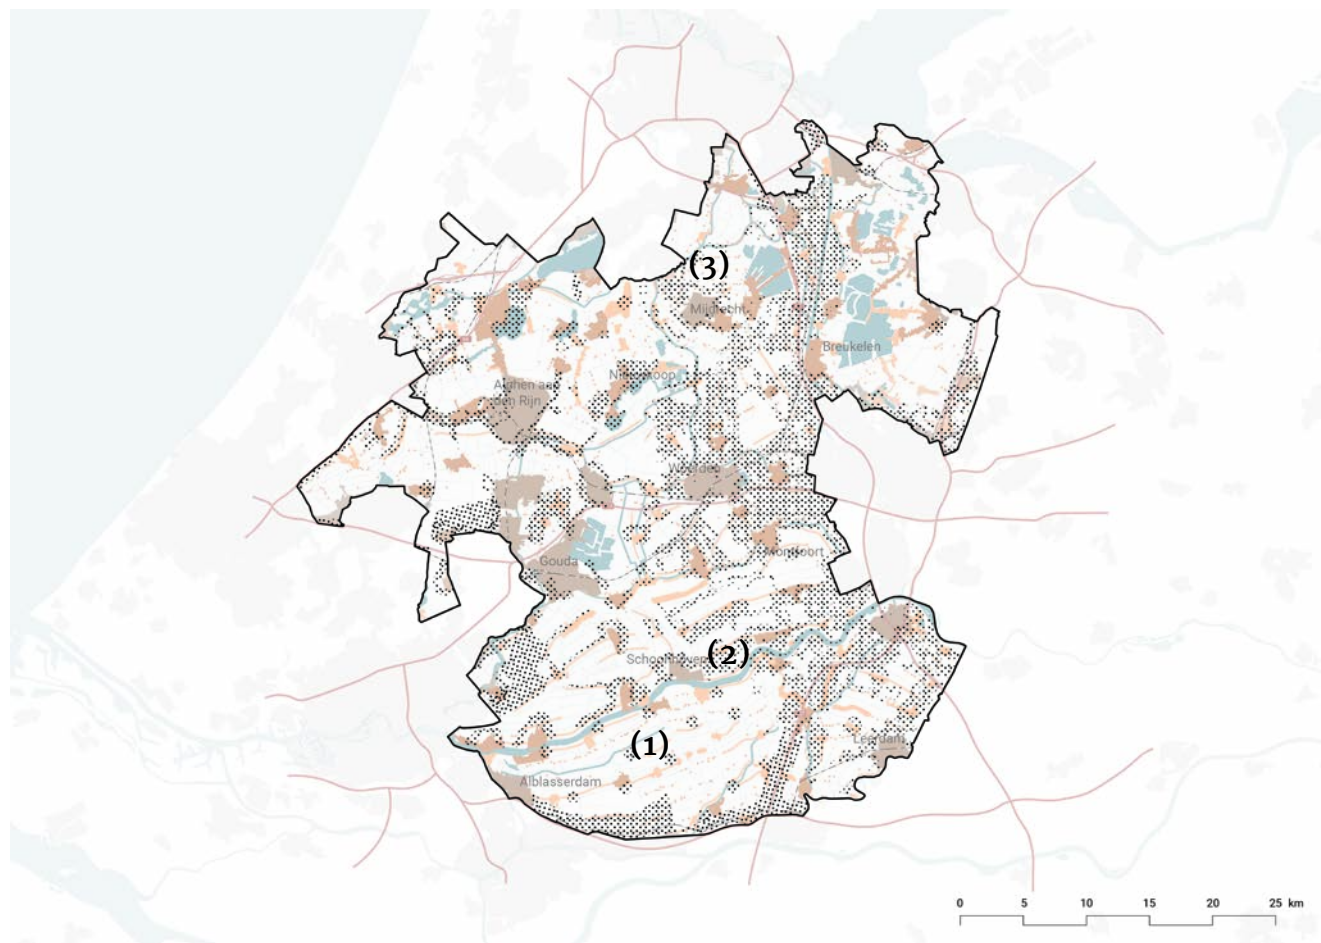 (3)
Mijdrecht
Breukelen
Nieuwkoop
Alphen aan
den Rijn
Woerden
Montfoort
Gouda
Schoonhoven
(2)
(1)
Leerdam
Alblasserdam
0 5 10 15 20 25 km